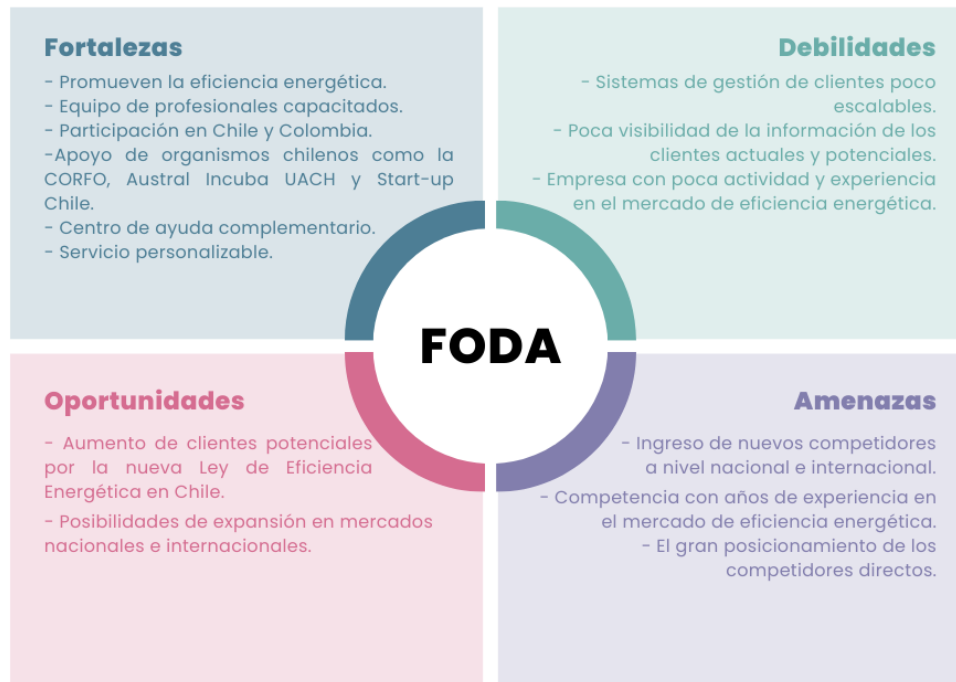 Fortalezas
- Promueven la eficiencia energética.
- Equipo de profesionales capacitados.
- Participación en Chile y Colombia.
-Apoyo de organismos chilenos como la
CORFO, Austral Incuba UACH y Start-up
Chile.
- Centro de ayuda complementario.
- Servicio personalizable.
Debilidades
- Sistemas de gestión de clientes poco
escalables.
- Poca visibilidad de la información de los
clientes actuales y potenciales.
- Empresa con poca actividad y experiencia
en el mercado de eficiencia energética.
FODA
Oportunidades
- Aumento de clientes potenciales
por la nueva Ley de Eficiencia
Energética en Chile.
- Posibilidades de expansión en mercados
nacionales e internacionales.
Amenazas
- Ingreso de nuevos competidores
a nivel nacional e internacional.
- Competencia con años de experiencia en
el mercado de eficiencia energética.
- El gran posicionamiento de los
competidores directos.